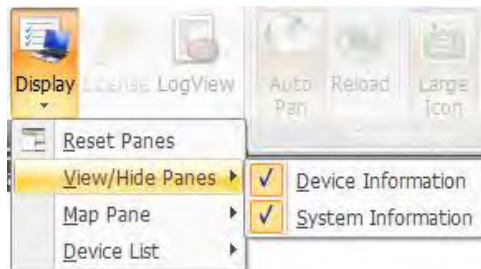 Display License LogView Auto Pan Reload Large Icon
Reset Panes
View/Hide Panes
Device Information
Map Pane
System Information
Device List